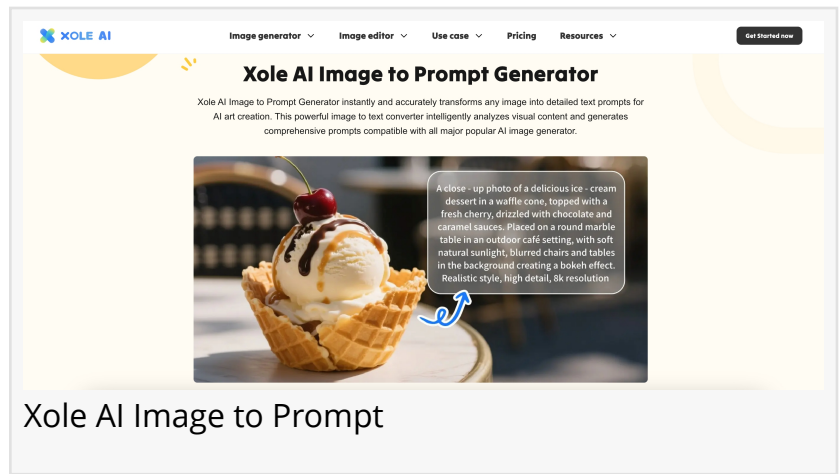 XOLE AI
Image generator
Image editor
Use case
Pricing
Resources
Get Started now
Xole AI Image to Prompt Generator
Xole AI Image to Prompt Generator instantly and accurately transforms any image into detailed text prompts for
AI art creation. This powerful image to text converter intelligently analyzes visual content and generates
comprehensive prompts compatible with all major popular AI image generator.
A close - up photo of a delicious ice - cream
dessert in a waffle cone, topped with a
fresh cherry, drizzled with chocolate and
caramel sauces. Placed on a round marble
table in an outdoor café setting, with soft
natural sunlight, blurred chairs and tables
in the background creating a bokeh effect.
Realistic style, high detail, 8k resolution
Xole AI Image to Prompt